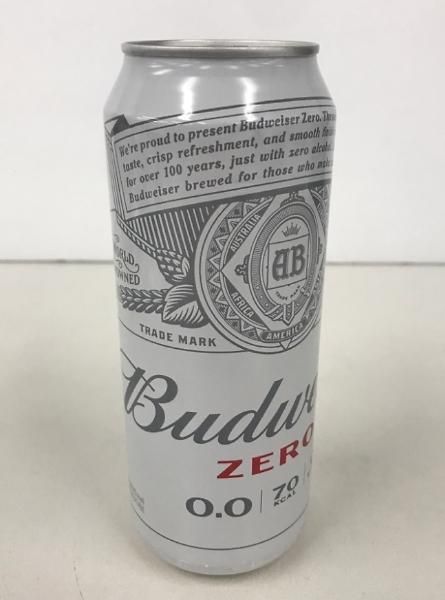 We're proud to present Budweiser Zero. The
taste, crisp refreshment, and smooth
for over 100 years, just with zero
Budweiser brewed for those who
WORLD
OWNED
AUSTRALIA
AB
AFRICA
AMERICA
TRADE MARK
Budwe
ZERO
0.0 70
KCAL